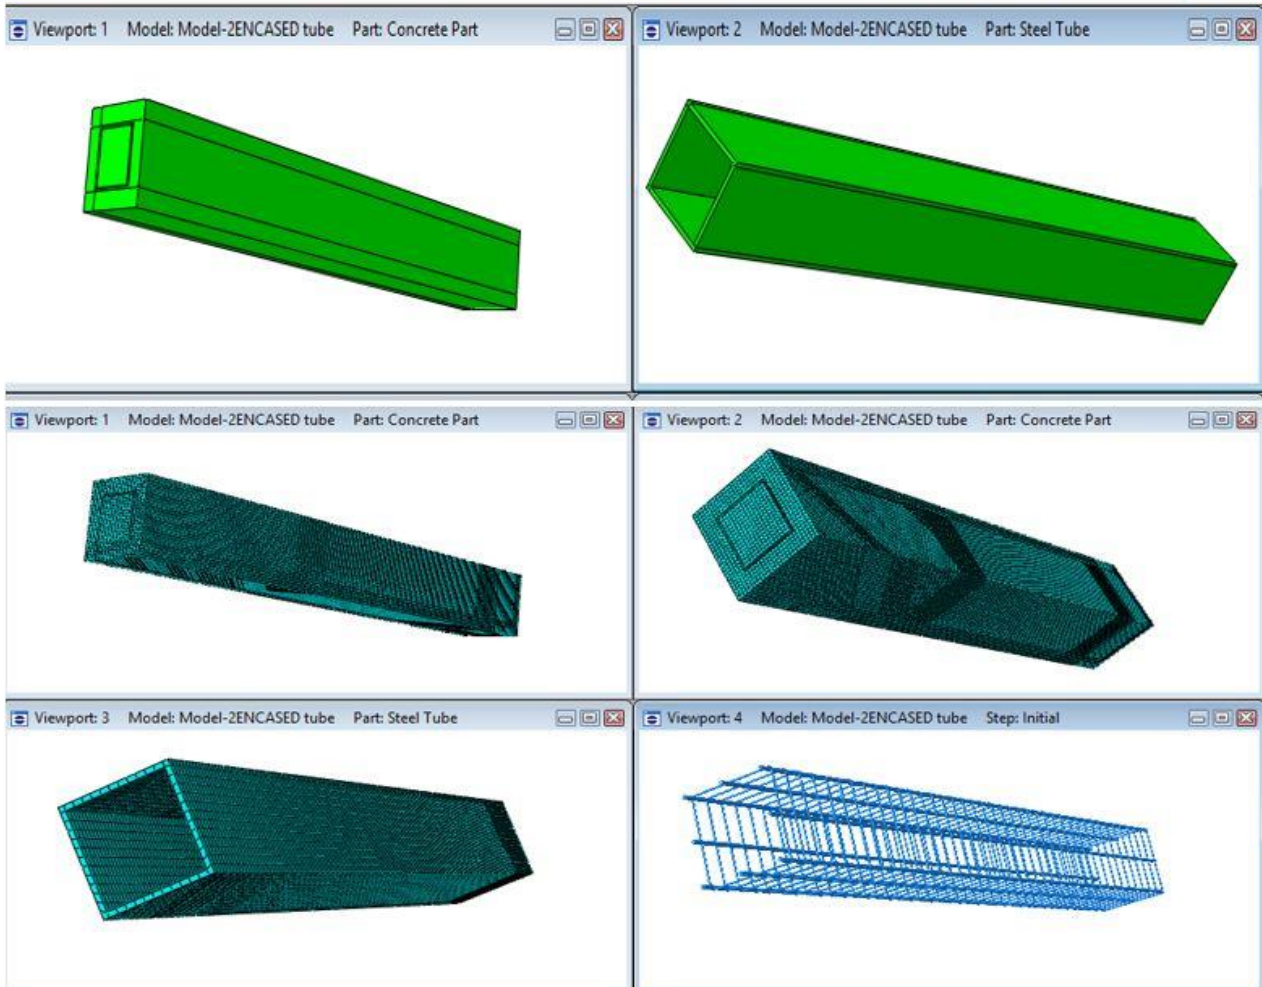 Viewport: 1 Model: Model-2ENCASED tube Part: Concrete Part
Viewport: 2 Model: Model-2ENCASED tube Part: Steel Tube
Viewport: 1 Model: Model-2ENCASED tube Part: Concrete Part
Viewport: 2 Model: Model-2ENCASED tube Part: Concrete Part
Viewport: 3 Model: Model-2ENCASED tube Part: Steel Tube
Viewport: 4 Model: Model-2ENCASED tube Step: Initial